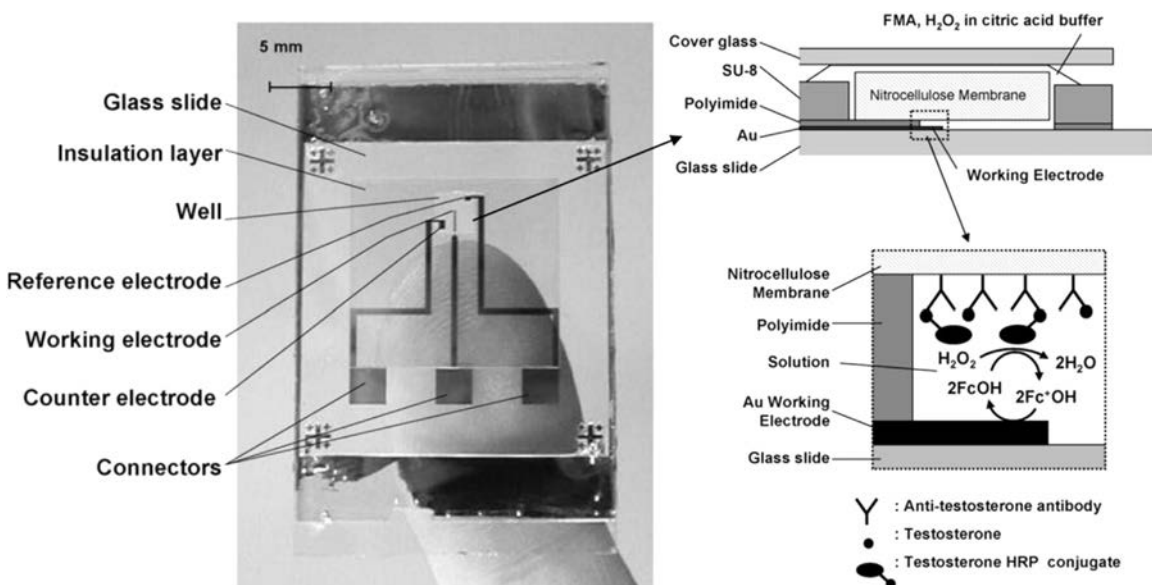 5 mm
Glass slide
Insulation layer
Well
Reference electrode
Working electrode
Counter electrode
Connectors
FMA, H₂O₂ in citric acid buffer
Cover glass
SU-8
Nitrocellulose Membrane
Polyimide
Au
Glass slide
Working Electrode
Nitrocellulose
Membrane
Polyimide
Solution
H₂O₂
2H₂O
2FcOH
2Fc⁺OH
Au Working
Electrode
Glass slide
: Anti-testosterone antibody
: Testosterone
: Testosterone HRP conjugate